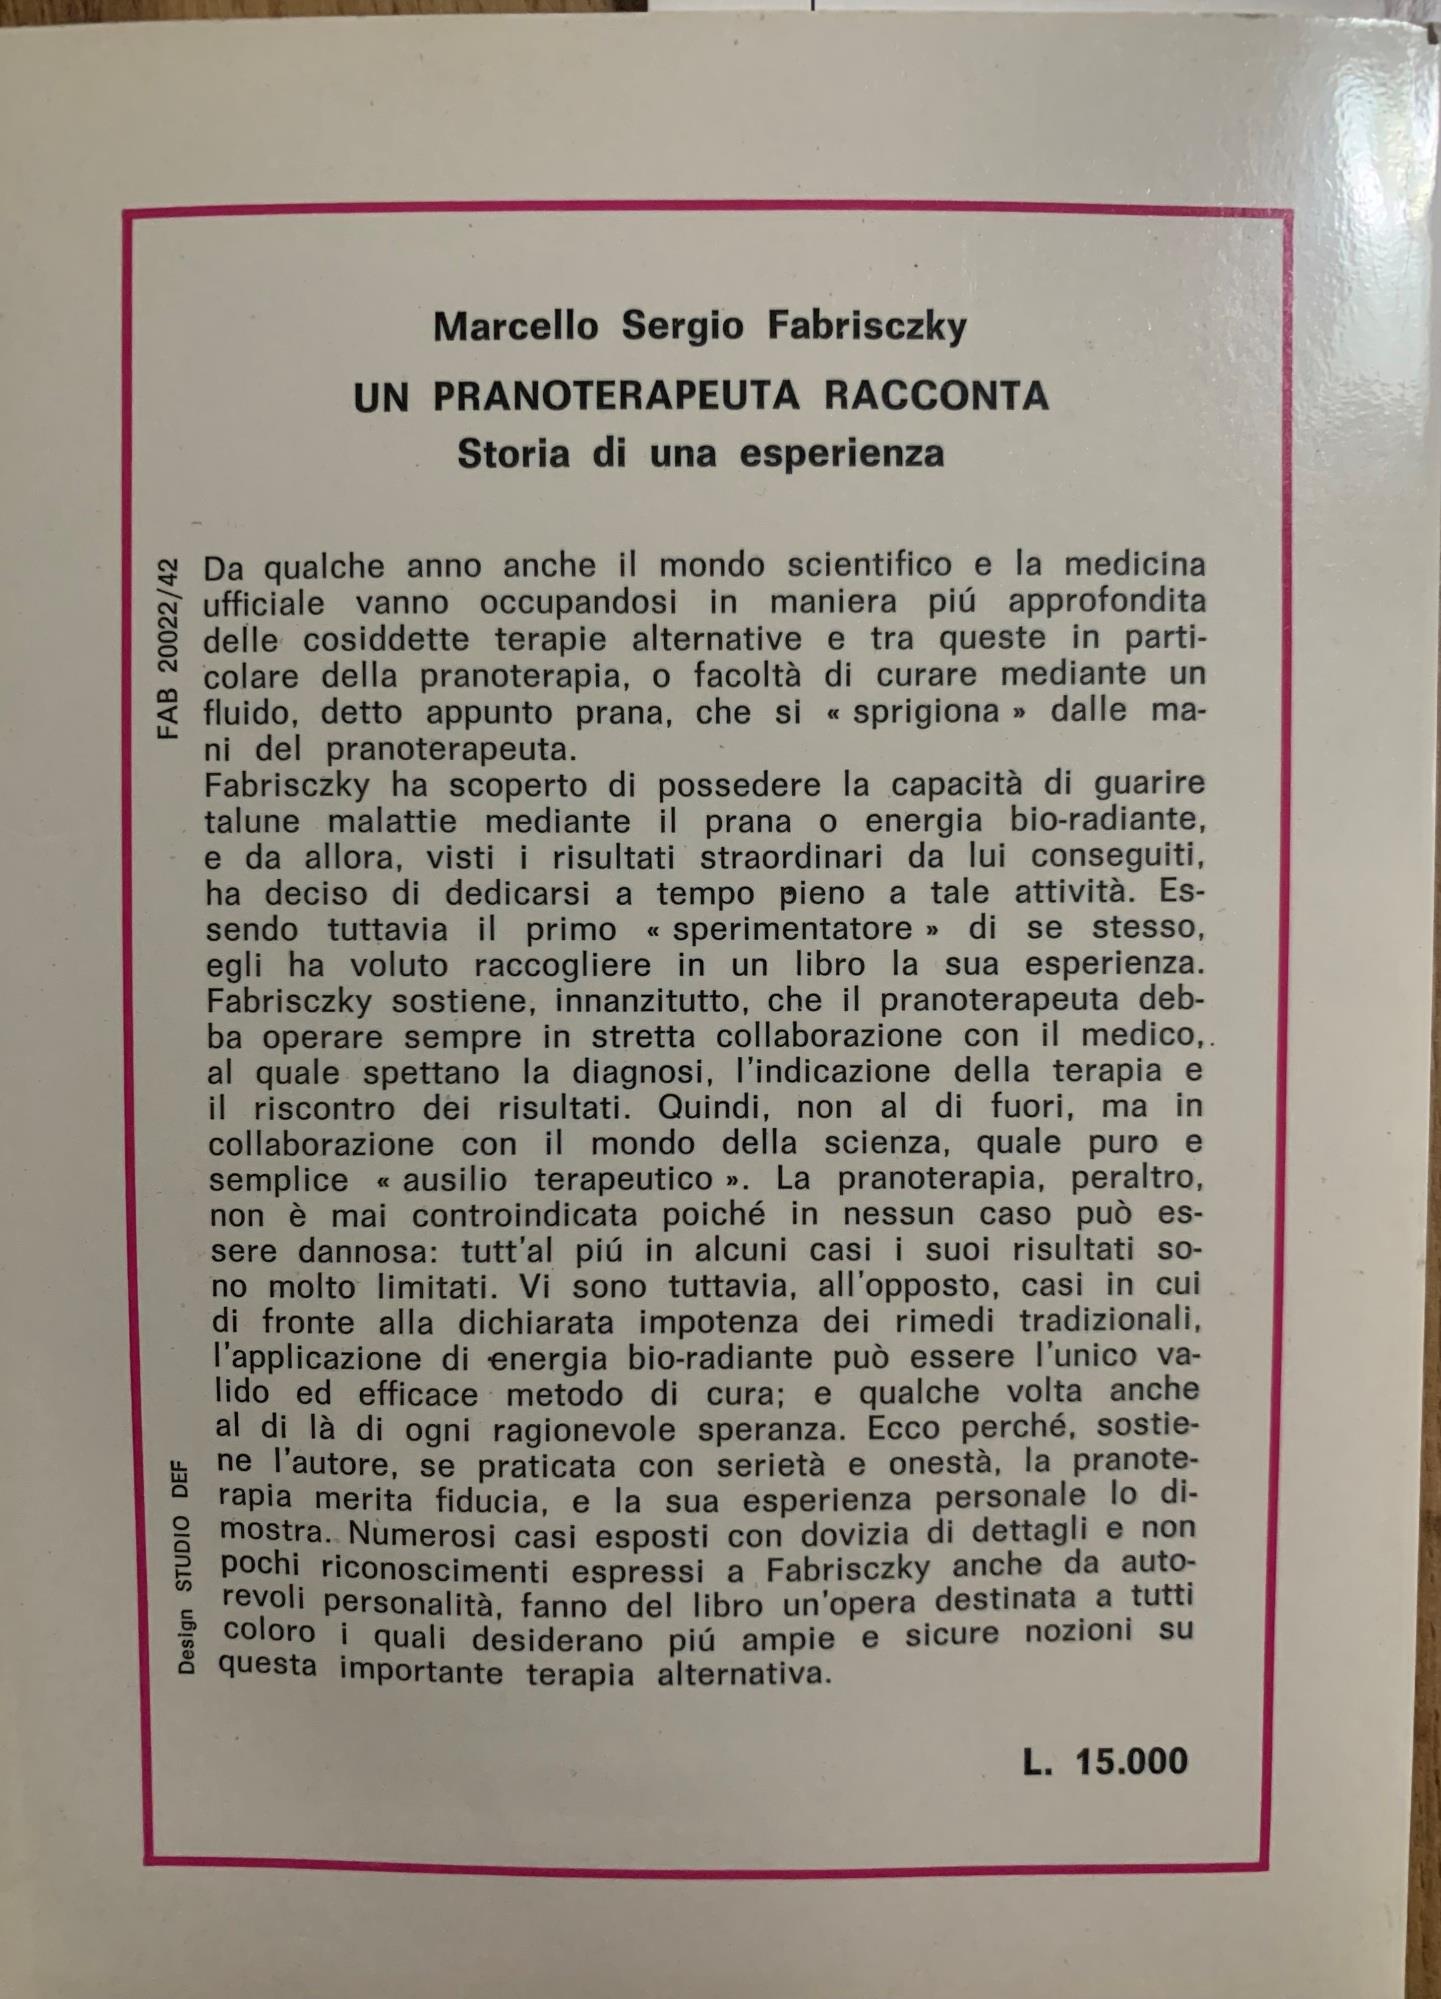 Marcello Sergio Fabrisczky
UN PRANOTERAPEUTA RACCONTA
Storia di una esperienza
FAB 20022/42
Da qualche anno anche il mondo scientifico e la medicina
ufficiale vanno occupandosi in maniera piú approfondita
delle cosiddette terapie alternative e tra queste in parti-
colare della pranoterapia, o facoltà di curare mediante un
fluido, detto appunto prana, che si « sprigiona » dalle ma-
ni del pranoterapeuta.
Fabrisczky ha scoperto di possedere la capacità di guarire
talune malattie mediante il prana o energia bio-radiante,
e da allora, visti i risultati straordinari da lui conseguiti,
ha deciso di dedicarsi a tempo pieno a tale attività. Es-
sendo tuttavia il primo « sperimentatore » di se stesso,
egli ha voluto raccogliere in un libro la sua esperienza.
Fabrisczky sostiene, innanzitutto, che il pranoterapeuta deb-
ba operare sempre in stretta collaborazione con il medico,
al quale spettano la diagnosi, l'indicazione della terapia e
il riscontro dei risultati. Quindi, non al di fuori, ma in
collaborazione con il mondo della scienza, quale puro e
semplice « ausilio terapeutico ». La pranoterapia, peraltro,
non è mai controindicata poiché in nessun caso può es-
sere dannosa: tutt'al piú in alcuni casi i suoi risultati so-
no molto limitati. Vi sono tuttavia, all'opposto, casi in cui
di fronte alla dichiarata impotenza dei rimedi tradizionali,
l'applicazione di energia bio-radiante può essere l'unico va-
lido ed efficace metodo di cura; e qualche volta anche
al di là di ogni ragionevole speranza. Ecco perché, sostie-
ne l'autore, se praticata con serietà e onestà, la pranote-
rapia merita fiducia, e la sua esperienza personale lo di-
mostra. Numerosi casi esposti con dovizia di dettagli e non
pochi riconoscimenti espressi a Fabrisczky anche da auto-
revoli personalità, fanno del libro un'opera destinata a tutti
coloro i quali desiderano piú ampie e sicure nozioni su
questa importante terapia alternativa.
Design STUDIO DEF
L. 15.000